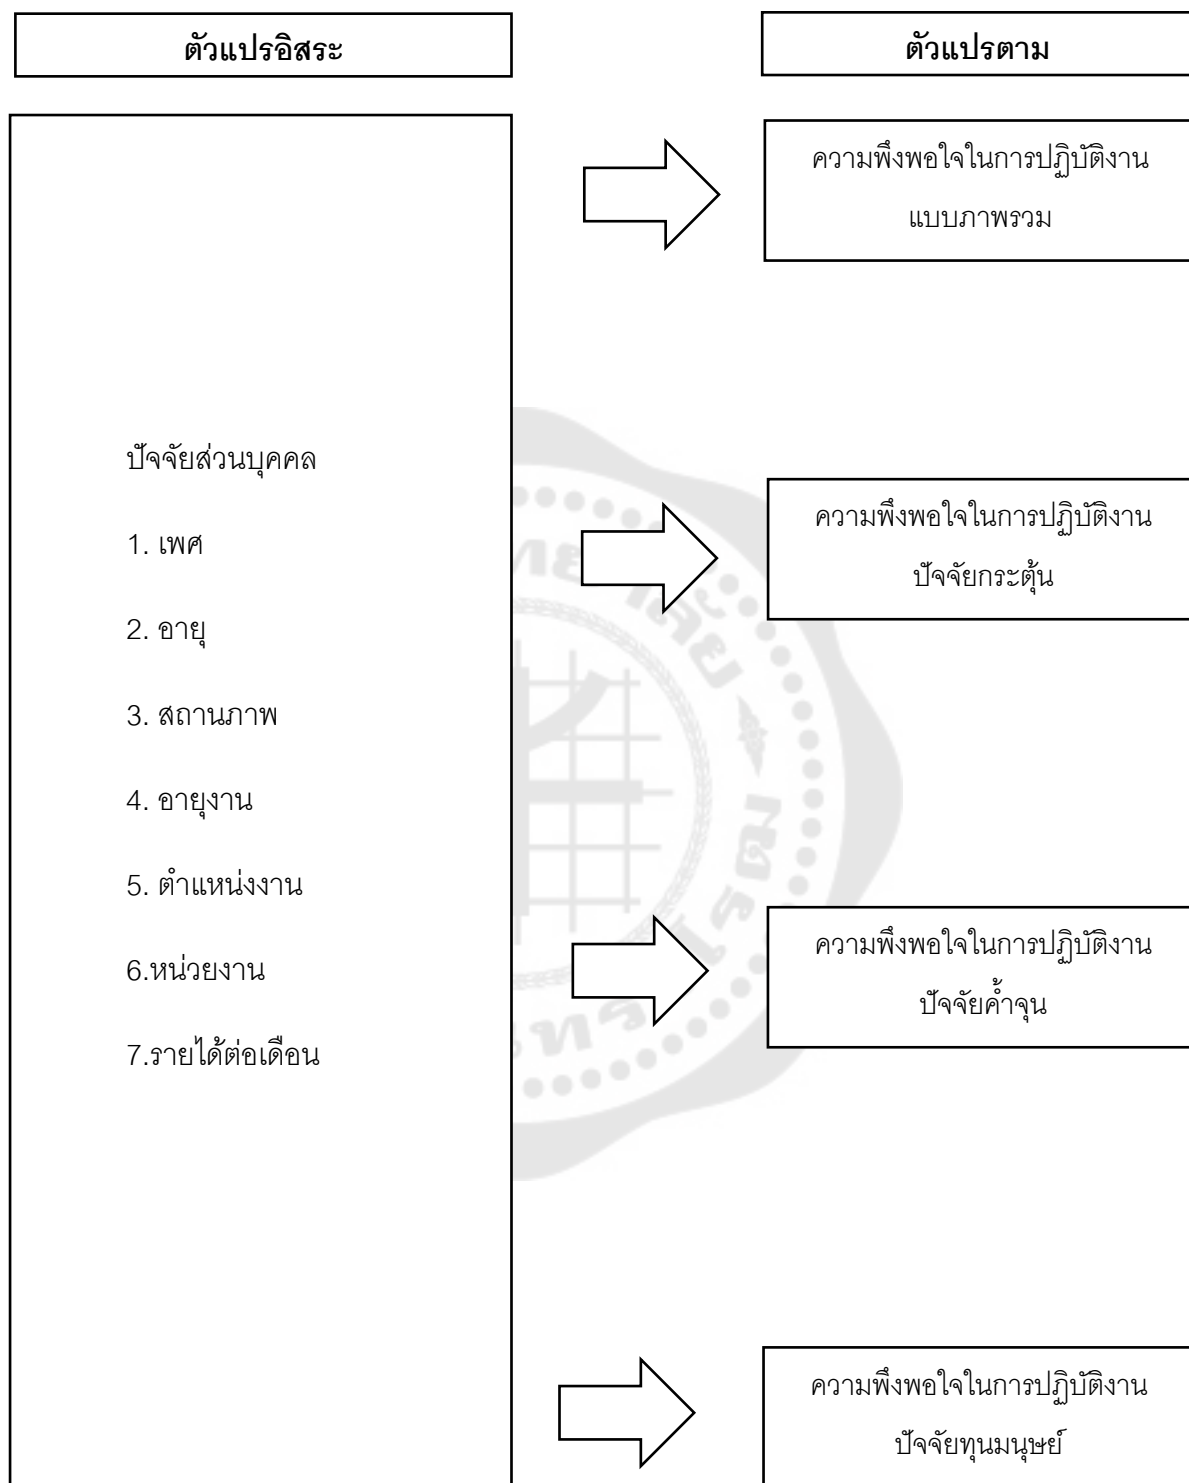 ตัวแปรอิสระ
ตัวแปรตาม
ปัจจัยส่วนบุคคล
1. เพศ
2. อายุ
3. สถานภาพ
4. อายุงาน
5. ตำแหน่งงาน
6.หน่วยงาน
7.รายได้ต่อเดือน
ความพึงพอใจในการปฏิบัติงาน
แบบภาพรวม
ความพึงพอใจในการปฏิบัติงาน
ปัจจัยกระตุ้น
ความพึงพอใจในการปฏิบัติงาน
ปัจจัยค้ำจุน
ความพึงพอใจในการปฏิบัติงาน
ปัจจัยทุนมนุษย์